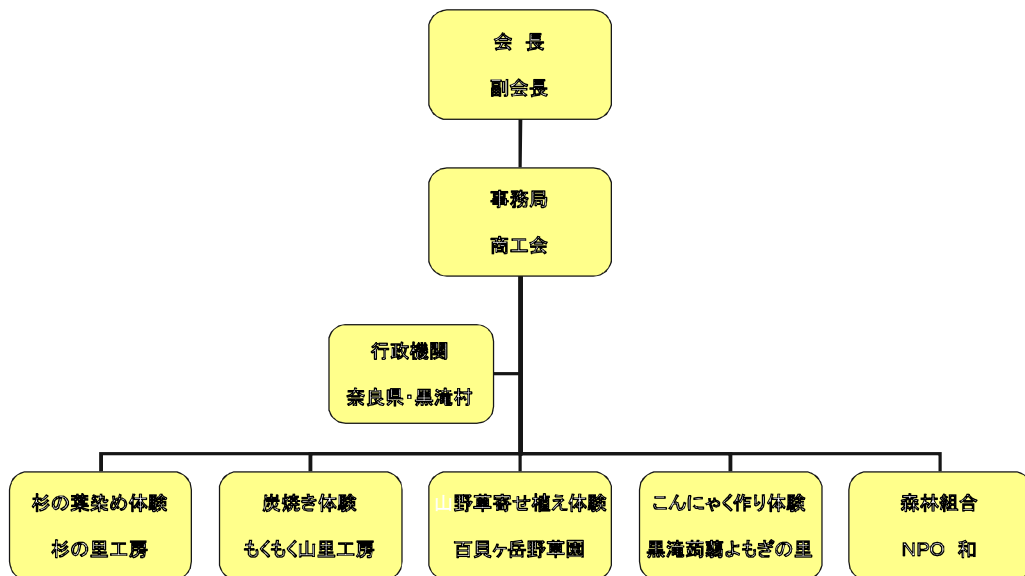 会 長
副会長
事務局
商工会
行政機関
奈良県・黒滝村
杉の葉染め体験
杉の里工房
炭焼き体験
もくもく山里工房
山野草寄せ植え体験
百貝ヶ岳野草園
こんにゃく作り体験
黒滝蒟蒻よもぎの里
森林組合
NPO 和